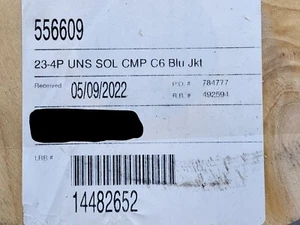 556609
23-4P UNS SOL CMP C6 Blu Jkt
Received 05/09/2022 P.O.# 784777
R.R.# 492594
LRB #
14482652